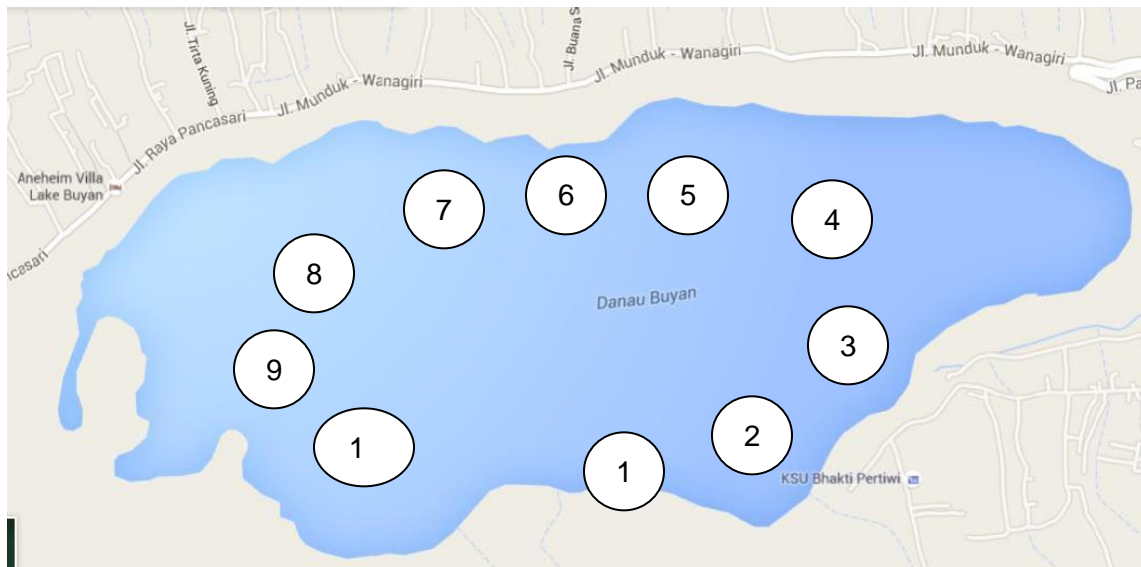 Jl. Tirta Kuning
Jl. Buana S
Jl. Munduk - Wanagiri
Jl. Munduk - Wanagiri
Jl. Munduk - Wanagiri
Jl. Pa
Jl. Raya Pancasari
Aneheim Villa
Lake Buyan
ncasari
7
6
5
4
8
Danau Buyan
3
9
1
1
2
KSU Bhakti Pertiwi